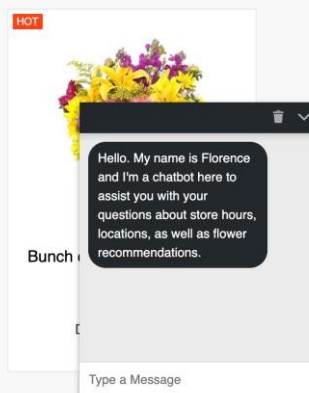 HOT
Hello. My name is Florence
and I'm a chatbot here to
assist you with your
questions about store hours,
locations, as well as flower
recommendations.
Bunch
Type a Message